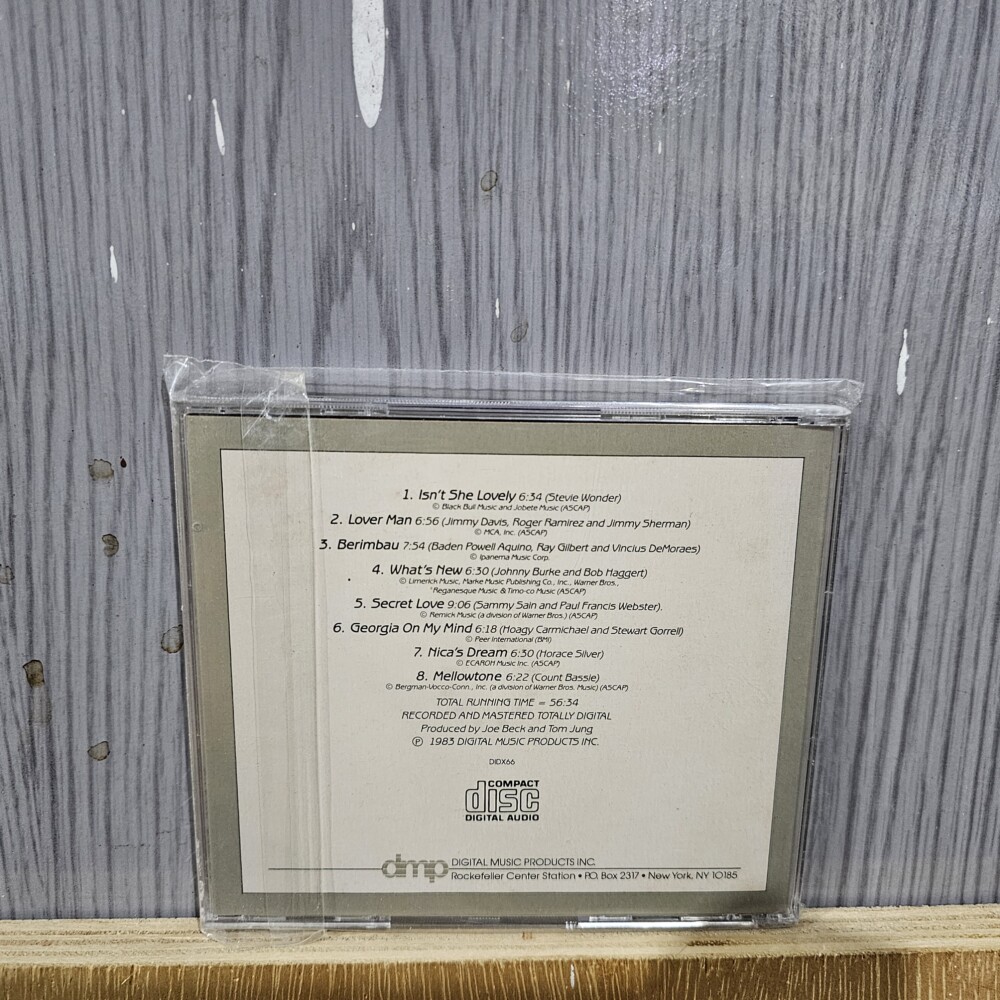 1. Isn't She Lovely 6:34 (Stevie Wonder)
© Black Bull Music and Jobete Music (ASCAP)
2. Lover Man 6:56 (Jimmy Davis, Roger Ramirez and Jimmy Sherman)
© MCA, Inc. (ASCAP)
3. Berimbau 7:54 (Baden Powell Aquino, Ray Gilbert and Vincius DeMoraes)
© Ipanema Music Corp.
4. What's New 6:30 (Johnny Burke and Bob Haggert)
© Limerick Music, Marke Music Publishing Co., Inc., Warner Bros.,
Reganesque Music & Timo-co Music (ASCAP)
5. Secret Love 9:06 (Sammy Sain and Paul Francis Webster).
© Remick Music (a division of Warner Bros.) (ASCAP)
6. Georgia On My Mind 6:18 (Hoagy Carmichael and Stewart Gorrell)
© Peer International (BMI)
7. Nica's Dream 6:30 (Horace Silver)
© ECAROH Music Inc. (ASCAP)
8. Mellowtone 6:22 (Count Bassie)
© Bergman-Vocco-Conn., Inc. (a division of Warner Bros. Music) (ASCAP)
TOTAL RUNNING TIME = 56:34
RECORDED AND MASTERED TOTALLY DIGITAL
Produced by Joe Beck and Tom Jung
℗ 1983 DIGITAL MUSIC PRODUCTS INC.
DIDX66
COMPACT
disc
DIGITAL AUDIO
dmp DIGITAL MUSIC PRODUCTS INC.
Rockefeller Center Station • P.O. Box 2317 • New York, NY 10185